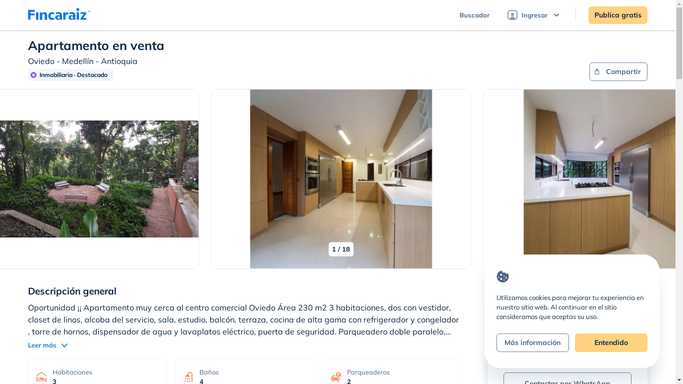 Fincaraiz
Buscador
Ingresar
Publica gratis
Apartamento en venta
Oviedo - Medellín - Antioquia
Inmobiliaria · Destacado
Compartir
1 / 18
Descripción general
Oportunidad ¡¡ Apartamento muy cerca al centro comercial Oviedo Área 230 m2 3 habitaciones, dos con vestidor,
closet de linos, alcoba del servicio, sala, estudio, balcón, terraza, cocina de alta gama con refrigerador y congelador
, torre de hornos, dispensador de agua y lavaplatos eléctrico, puerta de seguridad. Parqueadero doble paralelo,...
Leer más
Habitaciones
3
Baños
4
Parqueaderos
2
Utilizamos cookies para mejorar tu experiencia en
nuestro sitio web. Al continuar en el sitio
consideramos que aceptas su uso.
Más información
Entendido
Contactar por WhatsApp